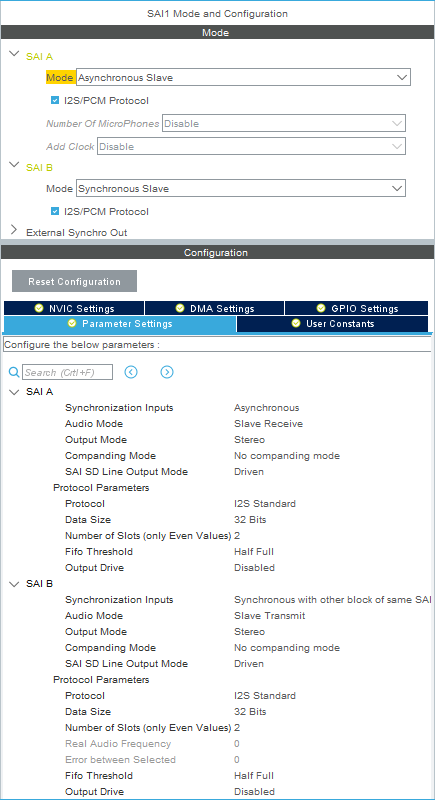 SAI1 Mode and Configuration
Mode
SAI A
Mode Asynchronous Slave
I2S/PCM Protocol
Number Of MicroPhones Disable
Add Clock Disable
SAI B
Mode Synchronous Slave
I2S/PCM Protocol
External Synchro Out
Configuration
Reset Configuration
NVIC Settings DMA Settings GPIO Settings
Parameter Settings User Constants
Configure the below parameters :
Search (Crtl+F)
SAI A
Synchronization Inputs Asynchronous
Audio Mode Slave Receive
Output Mode Stereo
Companding Mode No companding mode
SAI SD Line Output Mode Driven
Protocol Parameters
Protocol I2S Standard
Data Size 32 Bits
Number of Slots (only Even Values) 2
Fifo Threshold Half Full
Output Drive Disabled
SAI B
Synchronization Inputs Synchronous with other block of same SAI
Audio Mode Slave Transmit
Output Mode Stereo
Companding Mode No companding mode
SAI SD Line Output Mode Driven
Protocol Parameters
Protocol I2S Standard
Data Size 32 Bits
Number of Slots (only Even Values) 2
Real Audio Frequency 0
Error between Selected 0
Fifo Threshold Half Full
Output Drive Disabled